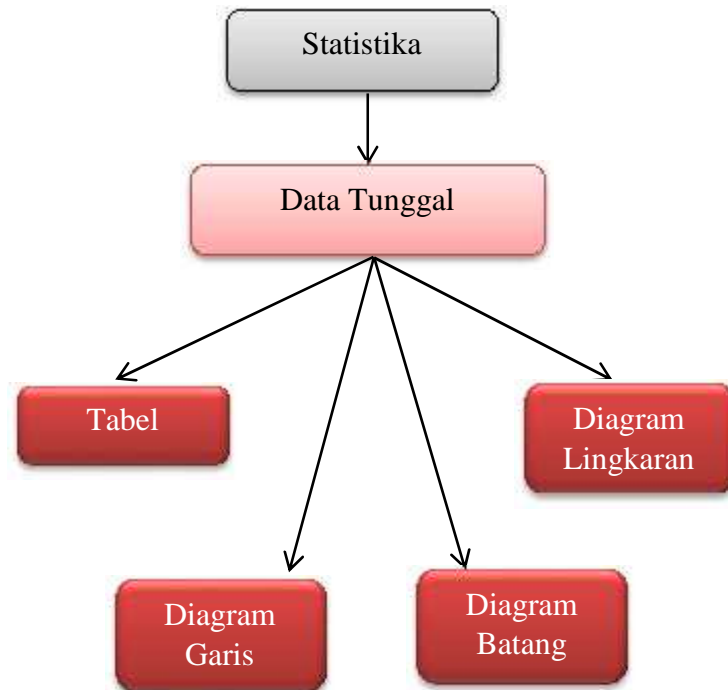 Statistika
Data Tunggal
Tabel
Diagram
Lingkaran
Diagram
Garis
Diagram
Batang